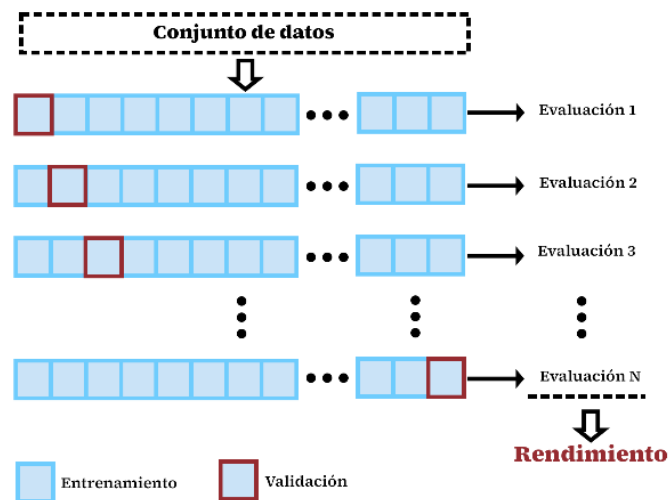 Conjunto de datos
Evaluación 1
Evaluación 2
Evaluación 3
Evaluación N
Rendimiento
Entrenamiento
Validación